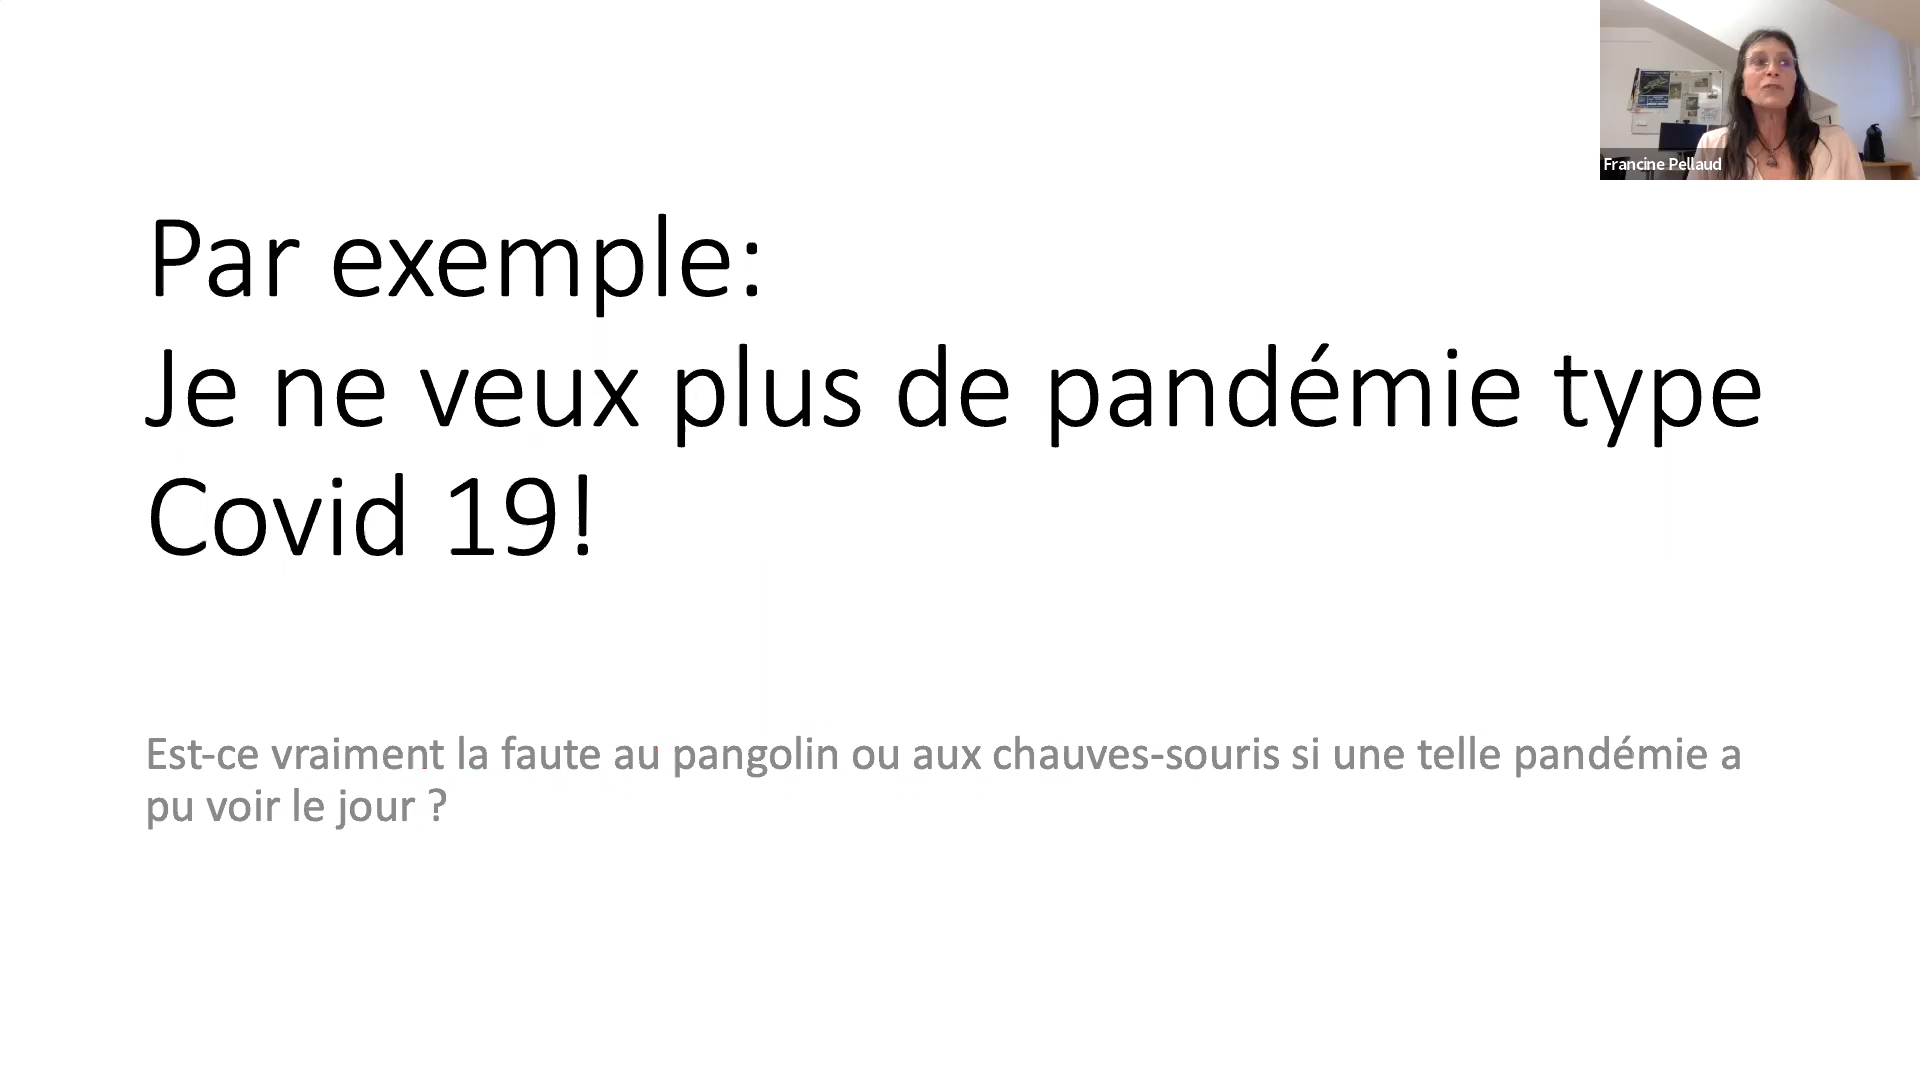 Francine Pellaud
Par exemple:
Je ne veux plus de pandémie type
Covid 19!
Est-ce vraiment la faute au pangolin ou aux chauves-souris si une telle pandémie a
pu voir le jour ?